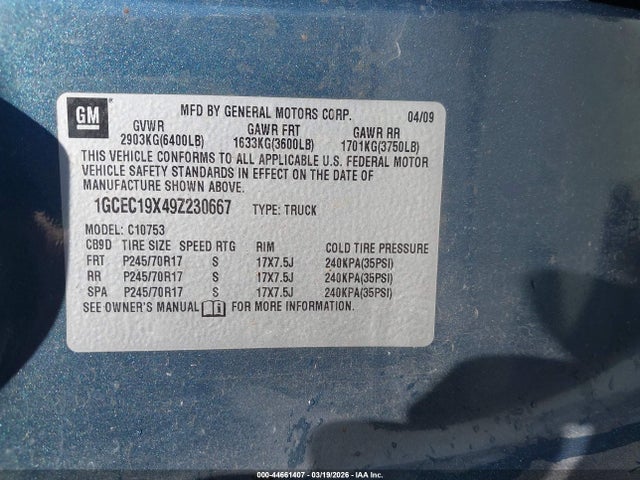 GM
MFD BY GENERAL MOTORS CORP. 04/09
GVWR GAWR FRT GAWR RR
2903KG(6400LB) 1633KG(3600LB) 1701KG(3750LB)
THIS VEHICLE CONFORMS TO ALL APPLICABLE U.S. FEDERAL MOTOR
VEHICLE SAFETY STANDARDS IN EFFECT ON THE DATE OF
MANUFACTURE SHOWN ABOVE.
1GCEC19X49Z230667 TYPE: TRUCK
MODEL: C10753
CB9D TIRE SIZE SPEED RTG RIM COLD TIRE PRESSURE
FRT P245/70R17 S 17X7.5J 240KPA(35PSI)
RR P245/70R17 S 17X7.5J 240KPA(35PSI)
SPA P245/70R17 S 17X7.5J 240KPA(35PSI)
SEE OWNER'S MANUAL FOR MORE INFORMATION.
000-44661407 - 03/19/2026 - IAA Inc.